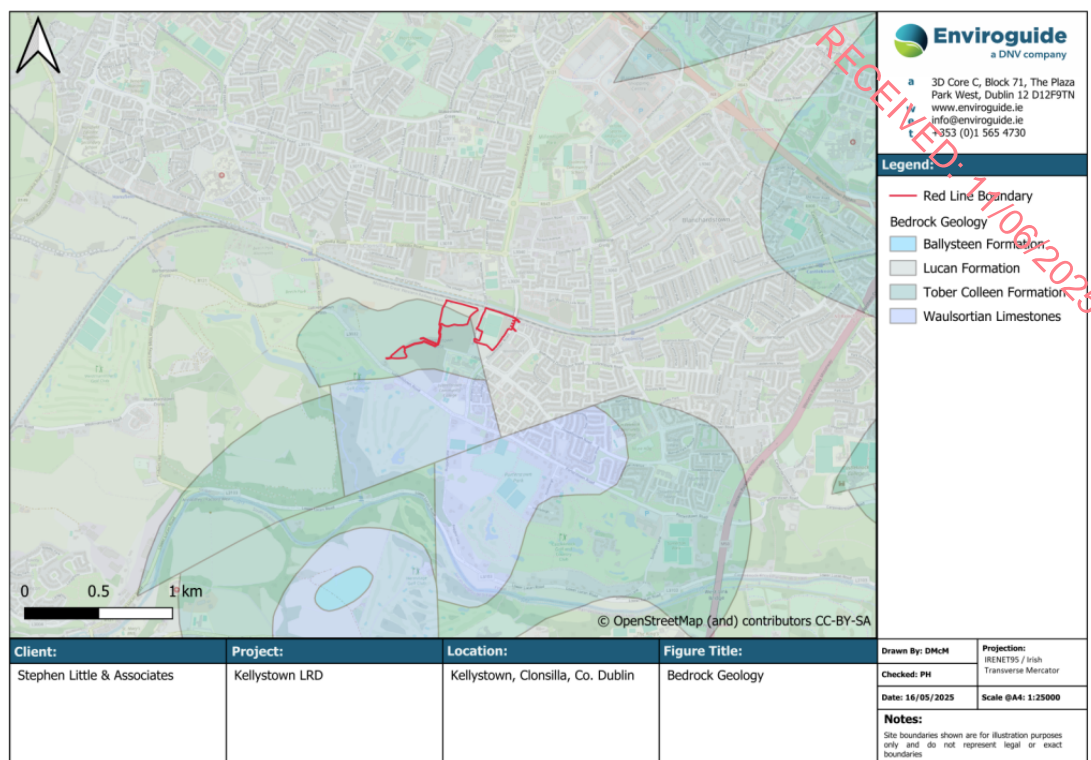 Enviroguide
a DNV company
a 3D Core C, Block 71, The Plaza
Park West, Dublin 12 D12F9TN
w www.enviroguide.ie
e info@enviroguide.ie
t +353 (0)1 565 4730
RECEIVED: 11/06/2025
Legend:
Red Line Boundary
Bedrock Geology
Ballysteen Formation
Lucan Formation
Tober Colleen Formation
Waulsortian Limestones
0 0.5 1 km
© OpenStreetMap (and) contributors CC-BY-SA
Client:
Stephen Little & Associates
Project:
Kellystown LRD
Location:
Kellystown, Clonsilla, Co. Dublin
Figure Title:
Bedrock Geology
Drawn By: DMcM
Checked: PH
Date: 16/05/2025
Projection:
IRENET95 / Irish
Transverse Mercator
Scale @A4: 1:25000
Notes:
Site boundaries shown are for illustration purposes
only and do not represent legal or exact
boundaries